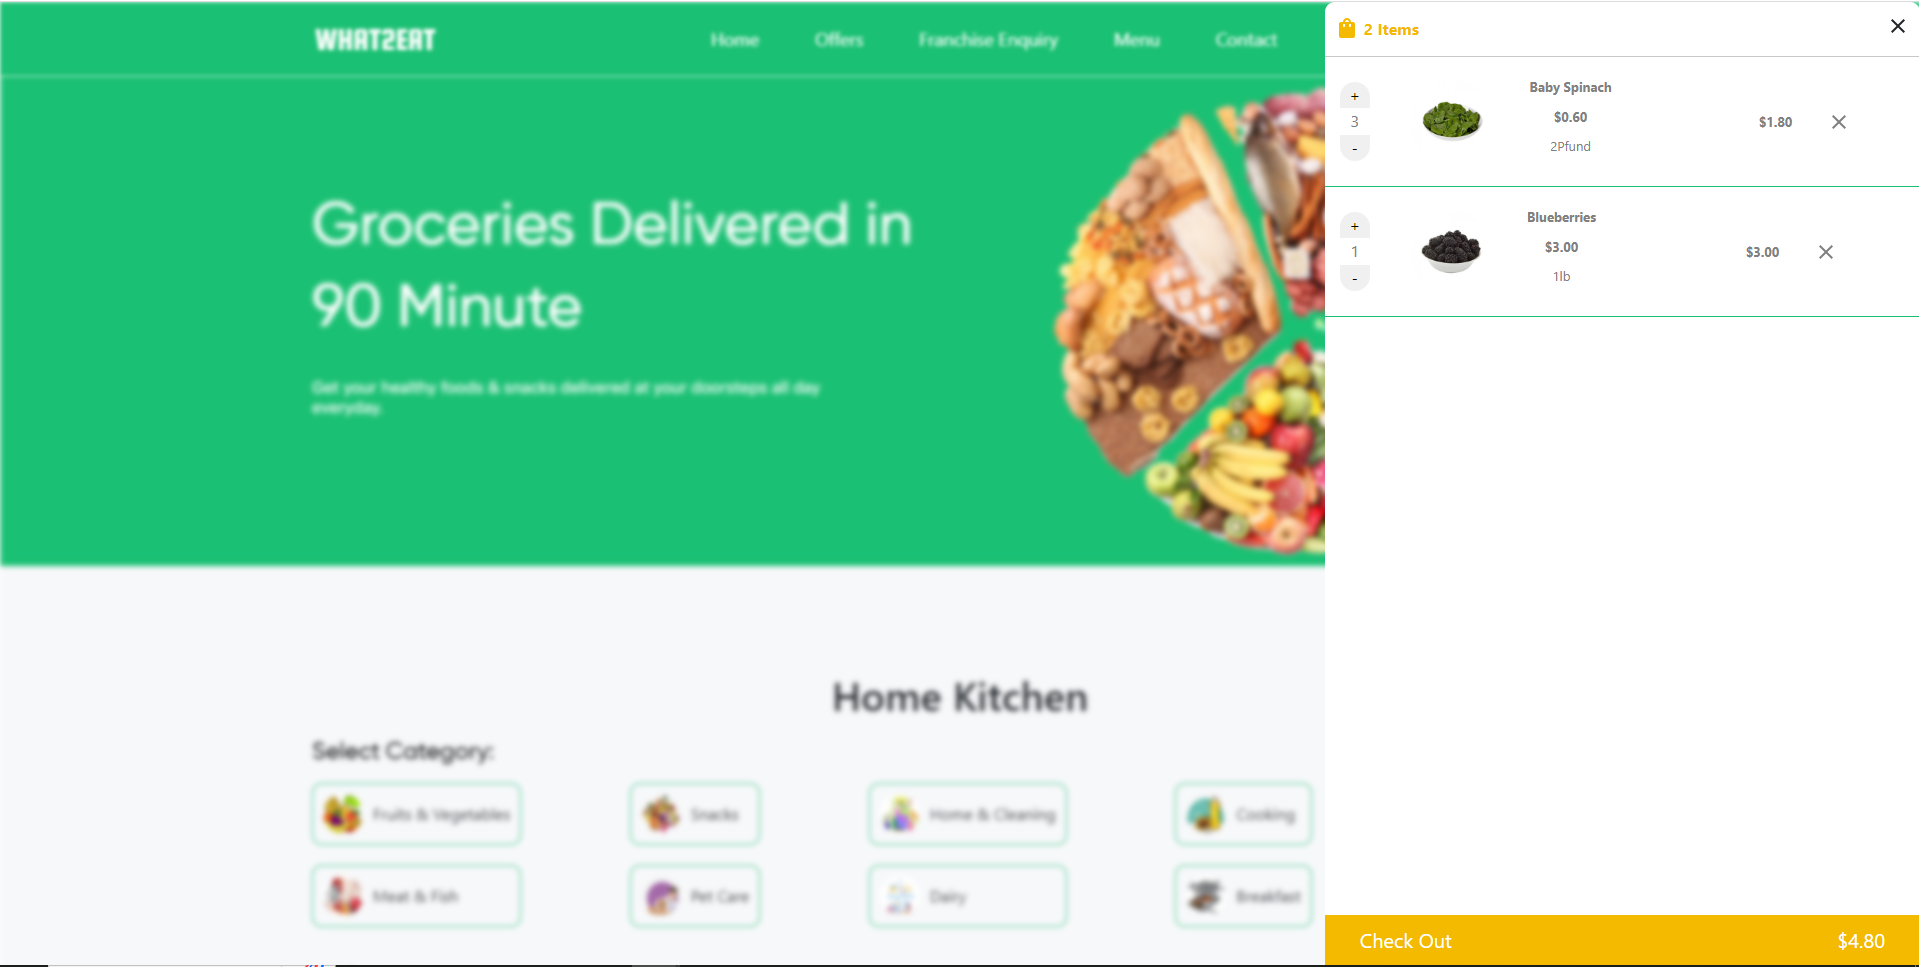 WHAT2EAT
Home
Offers
Franchise Enquiry
Menu
Contact
Groceries Delivered in
90 Minute
Get your healthy foods & snacks delivered at your doorsteps all day
everyday.
Home Kitchen
Select Category:
Fruits & Vegetables
Snacks
Home & Cleaning
Cooking
Meat & Fish
Pet Care
Dairy
Breakfast
2 Items
+
3
-
Baby Spinach
$0.60
2Pfund
$1.80
+
1
-
Blueberries
$3.00
1lb
$3.00
Check Out
$4.80